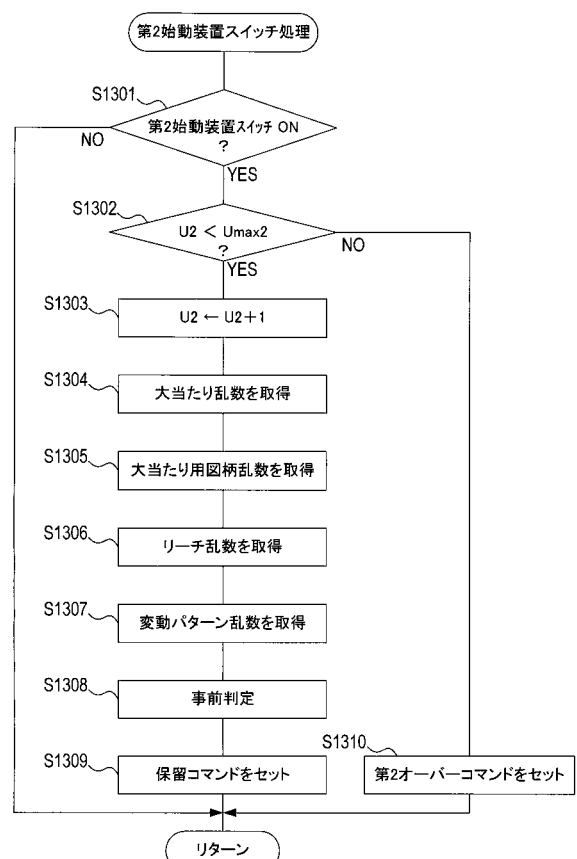 第2始動装置スイッチ処理
S1301
第2始動装置スイッチ ON
?
NO
YES
S1302
U2 < Umax2
?
NO
YES
S1303
U2 ← U2+1
S1304
大当たり乱数を取得
S1305
大当たり用図柄乱数を取得
S1306
リーチ乱数を取得
S1307
変動パターン乱数を取得
S1308
事前判定
S1309
保留コマンドをセット
S1310
第2オーバーコマンドをセット
リターン